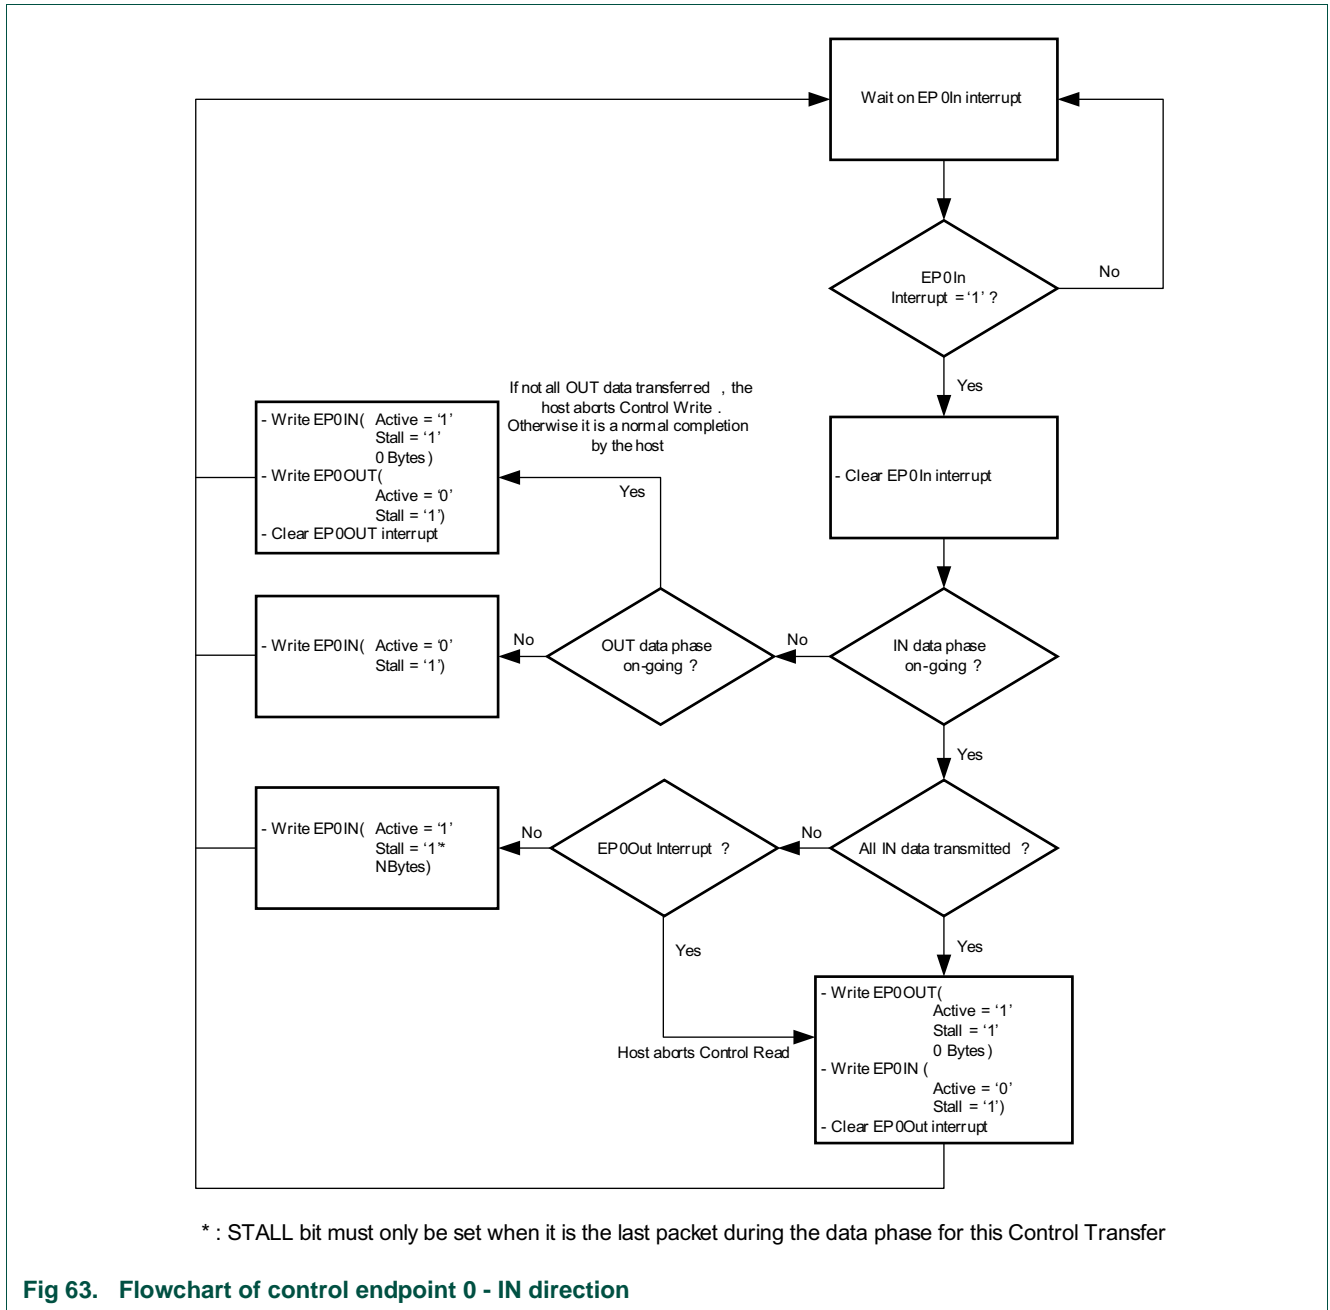 Wait on EP0In interrupt
EP0In
Interrupt = ‘1’ ?
No
Yes
If not all OUT data transferred , the
host aborts Control Write .
Otherwise it is a normal completion
by the host
- Write EP0IN( Active = ‘1’
Stall = ‘1’
0 Bytes)
- Write EP0OUT(
Active = ‘0’
Stall = ‘1’)
- Clear EP0OUT interrupt
Yes
- Clear EP0In interrupt
- Write EP0IN( Active = ‘0’
Stall = ‘1’)
No
OUT data phase
on-going ?
No
IN data phase
on-going ?
Yes
- Write EP0IN( Active = ‘1’
Stall = ‘1’*
NBytes)
No
EP0Out Interrupt ?
No
All IN data transmitted ?
Yes
Yes
Host aborts Control Read
- Write EP0OUT(
Active = ‘1’
Stall = ‘1’
0 Bytes)
- Write EP0IN (
Active = ‘0’
Stall = ‘1’)
- Clear EP0Out interrupt
* : STALL bit must only be set when it is the last packet during the data phase for this Control Transfer
Fig 63. Flowchart of control endpoint 0 - IN direction